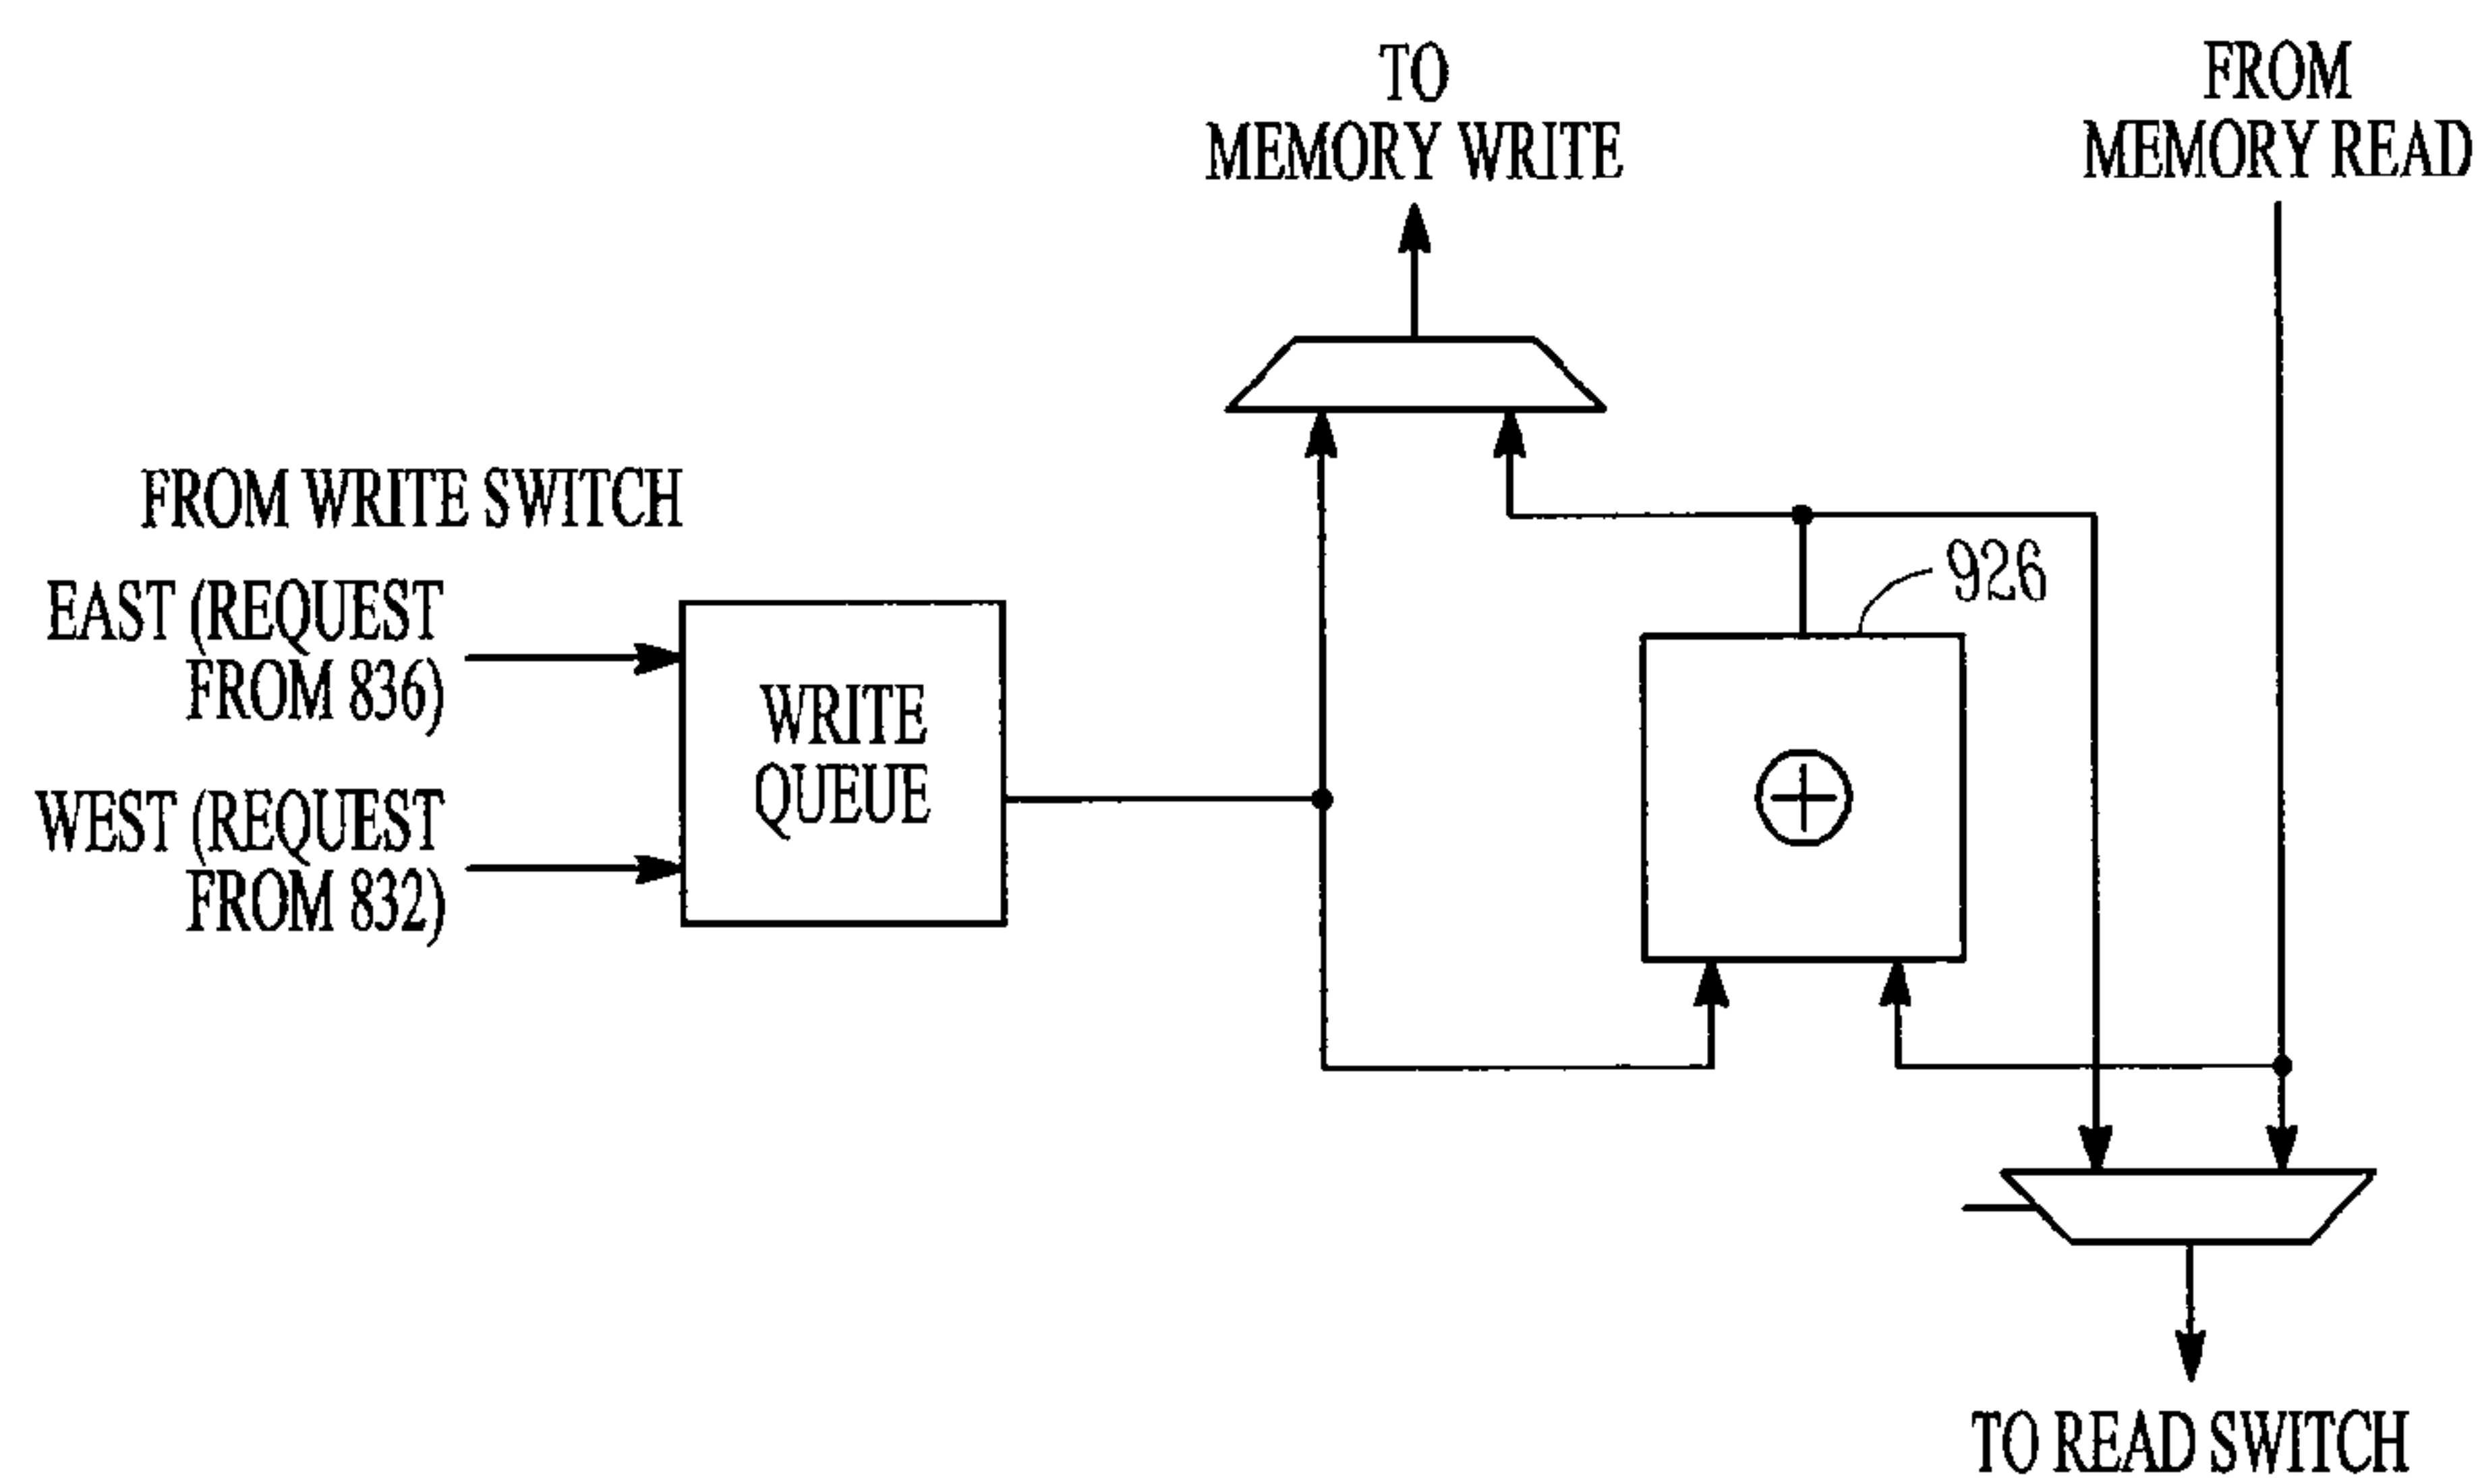 TO
MEMORY WRITE
FROM
MEMORY READ
FROM WRITE SWITCH
EAST (REQUEST
FROM 836)
WEST (REQUEST
FROM 832)
WRITE
QUEUE
926
TO READ SWITCH